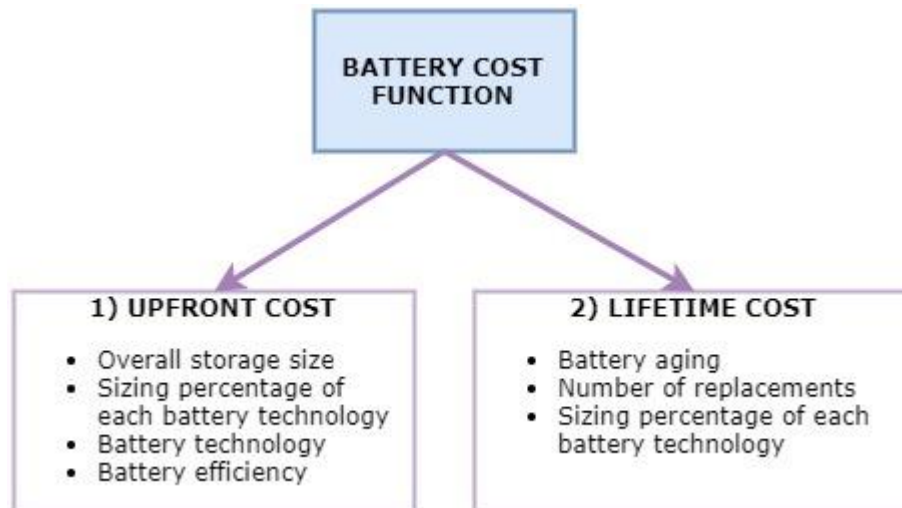 BATTERY COST
FUNCTION
1) UPFRONT COST
• Overall storage size
• Sizing percentage of
each battery technology
• Battery technology
• Battery efficiency
2) LIFETIME COST
• Battery aging
• Number of replacements
• Sizing percentage of each
battery technology